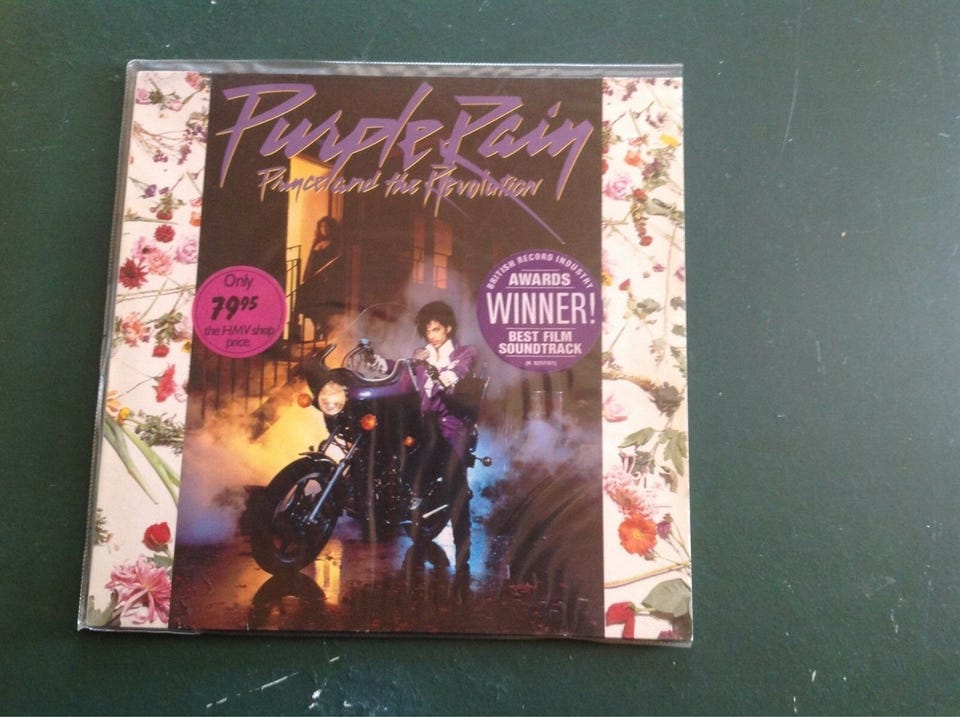 Purple Rain
Prince and the Revolution
Only
79 95
the HMV shop
price.
BRITISH RECORD INDUSTRY
AWARDS
WINNER!
BEST FILM
SOUNDTRACK